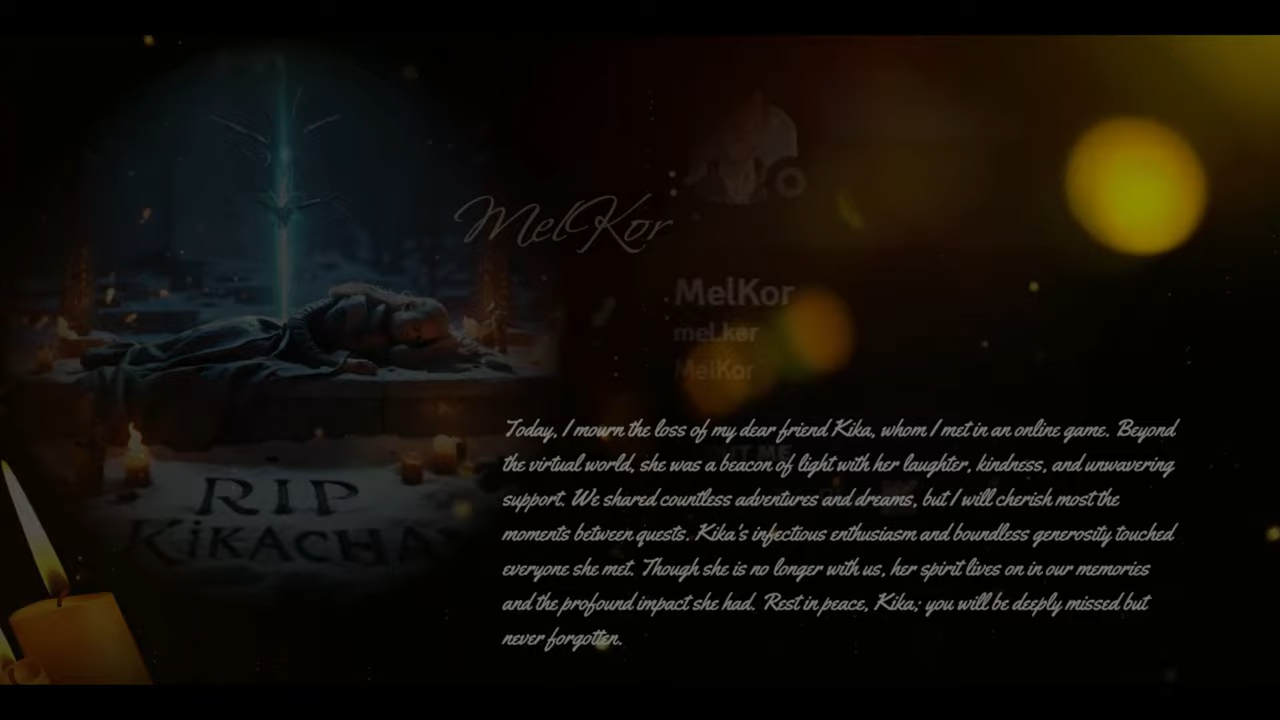 MelKor
MelKor
mel.ker
MelKor
RIP
KiKACHA
Today, I mourn the loss of my dear friend Kika, whom I met in an online game. Beyond
the virtual world, she was a beacon of light with her laughter, kindness, and unwavering
support. We shared countless adventures and dreams, but I will cherish most the
moments between quests. Kika's infectious enthusiasm and boundless generosity touched
everyone she met. Though she is no longer with us, her spirit lives on in our memories
and the profound impact she had. Rest in peace, Kika; you will be deeply missed but
never forgotten.